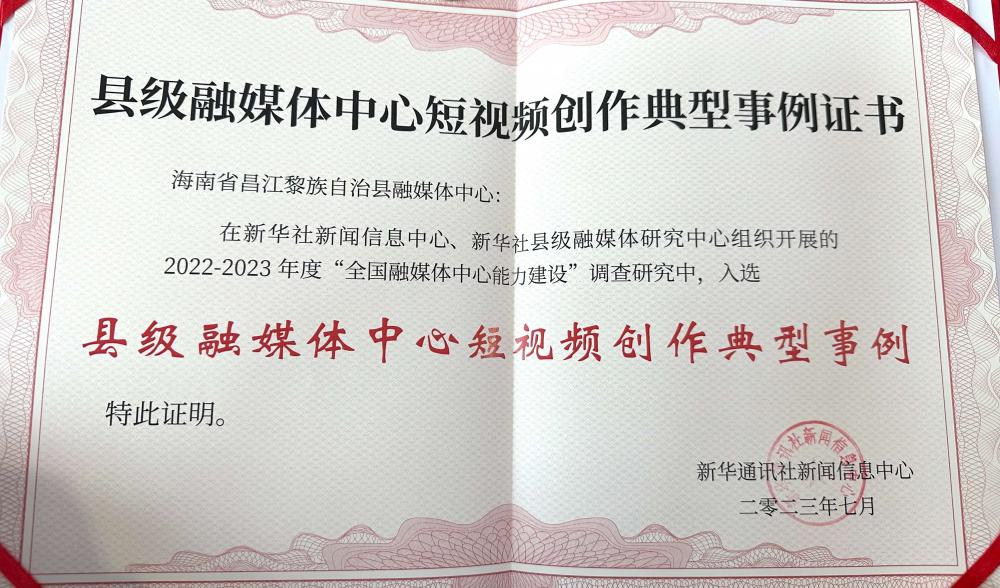 县级融媒体中心短视频创作典型事例证书
海南省昌江黎族自治县融媒体中心：
在新华社新闻信息中心、新华社县级融媒体研究中心组织开展的
2022-2023 年度“全国融媒体中心能力建设”调查研究中，入选
县级融媒体中心短视频创作典型事例
特此证明。
新华通讯社新闻信息中心
二零二三年七月